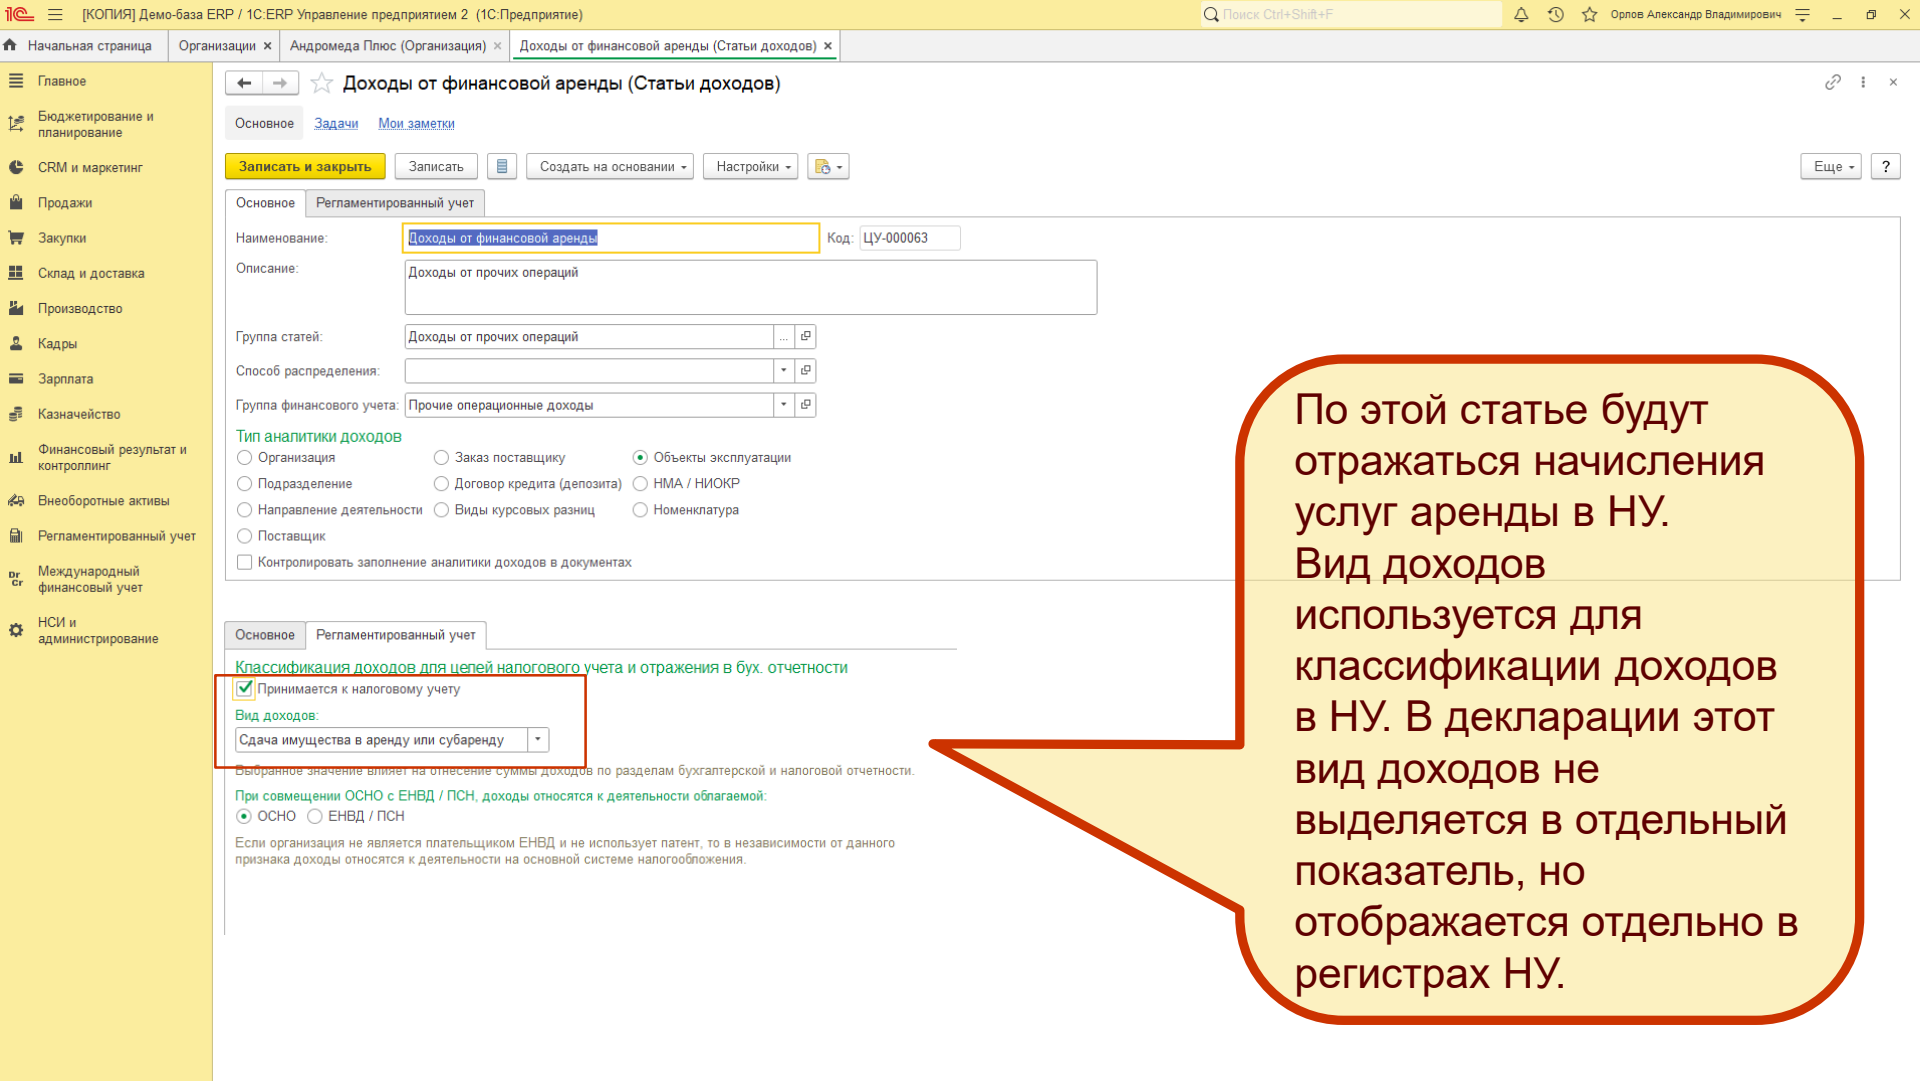 [КОПИЯ] Демо-база ERP / 1С:ERP Управление предприятием 2 (1С:Предприятие)
Поиск Ctrl+Shift+F
Орлов Александр Владимирович
Начальная страница
Организации ×
Андромеда Плюс (Организация) ×
Доходы от финансовой аренды (Статьи доходов) ×
Главное
Бюджетирование и
планирование
CRM и маркетинг
Продажи
Закупки
Склад и доставка
Производство
Кадры
Зарплата
Казначейство
Финансовый результат и
контроллинг
Внеоборотные активы
Регламентированный учет
Международный
финансовый учет
НСИ и
администрирование
Доходы от финансовой аренды (Статьи доходов)
Основное Задачи Мои заметки
Записать и закрыть Записать Создать на основании Настройки Еще ?
Основное Регламентированный учет
Наименование: Доходы от финансовой аренды Код: ЦУ-000063
Описание: Доходы от прочих операций
Группа статей: Доходы от прочих операций ...
Способ распределения:
Группа финансового учета: Прочие операционные доходы
Тип аналитики доходов
Организация Заказ поставщику Объекты эксплуатации
Подразделение Договор кредита (депозита) НМА / НИОКР
Направление деятельности Виды курсовых разниц Номенклатура
Поставщик
Контролировать заполнение аналитики доходов в документах
Основное Регламентированный учет
Классификация доходов для целей налогового учета и отражения в бух. отчетности
Принимается к налоговому учету
Вид доходов:
Сдача имущества в аренду или субаренду
Выбранное значение влияет на отнесение суммы доходов по разделам бухгалтерской и налоговой отчетности.
При совмещении ОСНО с ЕНВД / ПСН, доходы относятся к деятельности облагаемой:
ОСНО ЕНВД / ПСН
Если организация не является плательщиком ЕНВД и не использует патент, то в независимости от данного
признака доходы относятся к деятельности на основной системе налогообложения.
По этой статье будут
отражаться начисления
услуг аренды в НУ.
Вид доходов
используется для
классификации доходов
в НУ. В декларации этот
вид доходов не
выделяется в отдельный
показатель, но
отображается отдельно в
регистрах НУ.